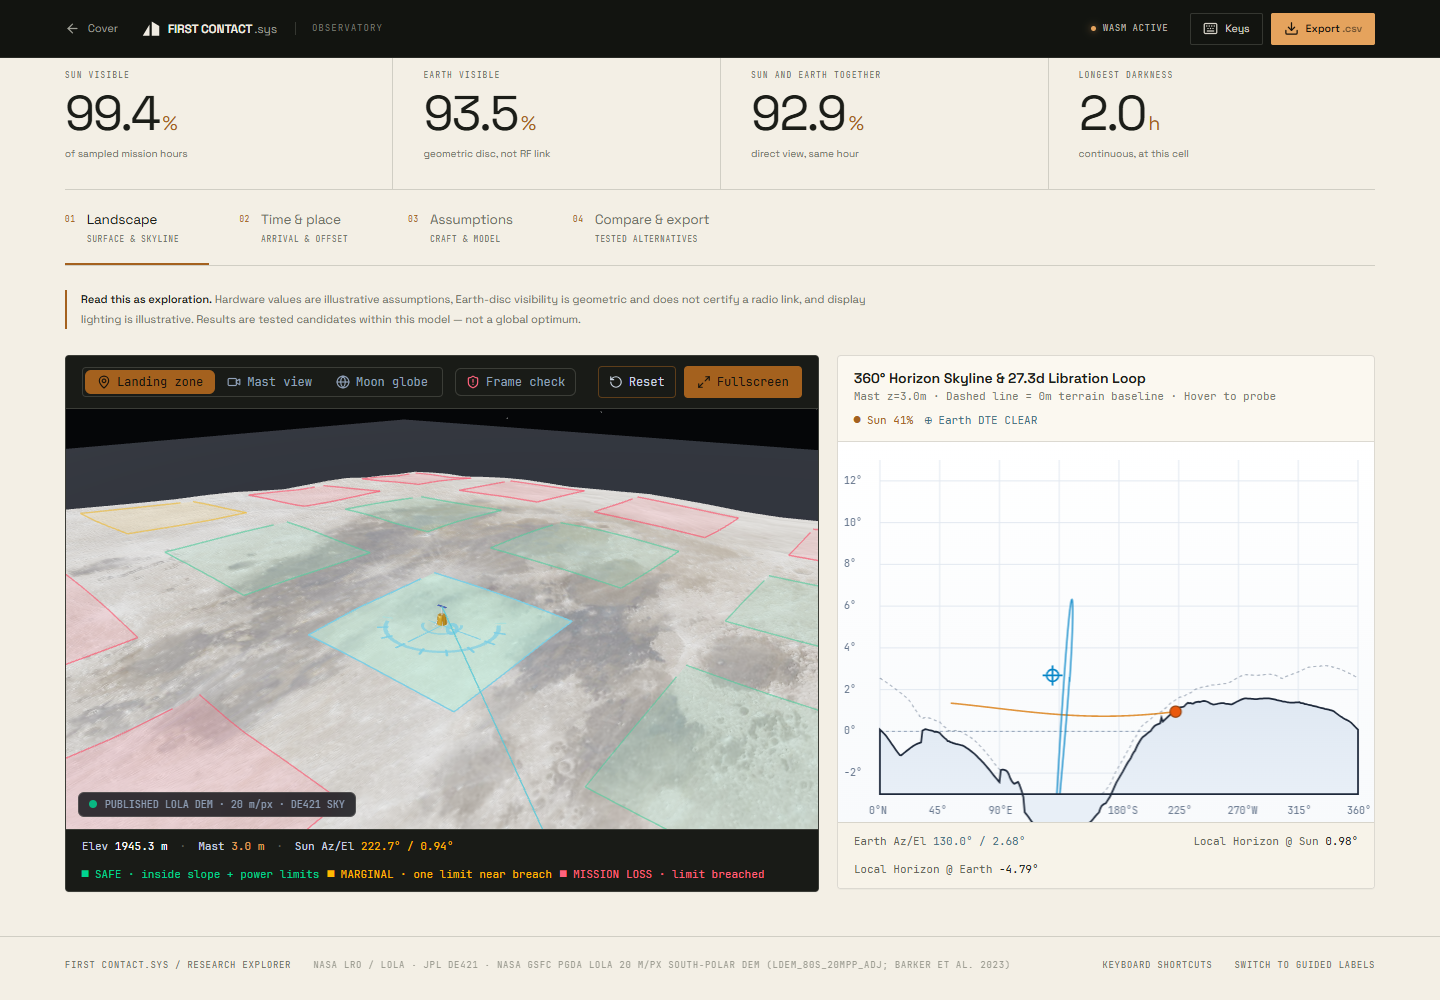 Cover
FIRST CONTACT.sys
OBSERVATORY
WASM ACTIVE
Keys
Export.csv
SUN VISIBLE
99.4%
of sampled mission hours
EARTH VISIBLE
93.5%
geometric disc, not RF link
SUN AND EARTH TOGETHER
92.9%
direct view, same hour
LONGEST DARKNESS
2.0h
continuous, at this cell
01 Landscape
SURFACE & SKYLINE
02 Time & place
ARRIVAL & OFFSET
03 Assumptions
CRAFT & MODEL
04 Compare & export
TESTED ALTERNATIVES
Read this as exploration. Hardware values are illustrative assumptions, Earth-disc visibility is geometric and does not certify a radio link, and display
lighting is illustrative. Results are tested candidates within this model — not a global optimum.
Landing zone
Mast view
Moon globe
Frame check
Reset
Fullscreen
PUBLISHED LOLA DEM · 20 m/px · DE421 SKY
Elev 1945.3 m · Mast 3.0 m · Sun Az/El 222.7° / 0.94°
SAFE · inside slope + power limits MARGINAL · one limit near breach MISSION LOSS · limit breached
360° Horizon Skyline & 27.3d Libration Loop
Mast z=3.0m · Dashed line = 0m terrain baseline · Hover to probe
Sun 41% ⊕ Earth DTE CLEAR
12°
10°
8°
6°
4°
2°
0°
-2°
0°N 45° 90°E 180°S 225° 270°W 315° 360°
Earth Az/El 130.0° / 2.68°
Local Horizon @ Sun 0.98°
Local Horizon @ Earth -4.79°
FIRST CONTACT.SYS / RESEARCH EXPLORER
NASA LRO / LOLA · JPL DE421 · NASA GSFC PGDA LOLA 20 M/PX SOUTH-POLAR DEM (LDEM_80S_20MPP_ADJ; BARKER ET AL. 2023)
KEYBOARD SHORTCUTS
SWITCH TO GUIDED LABELS